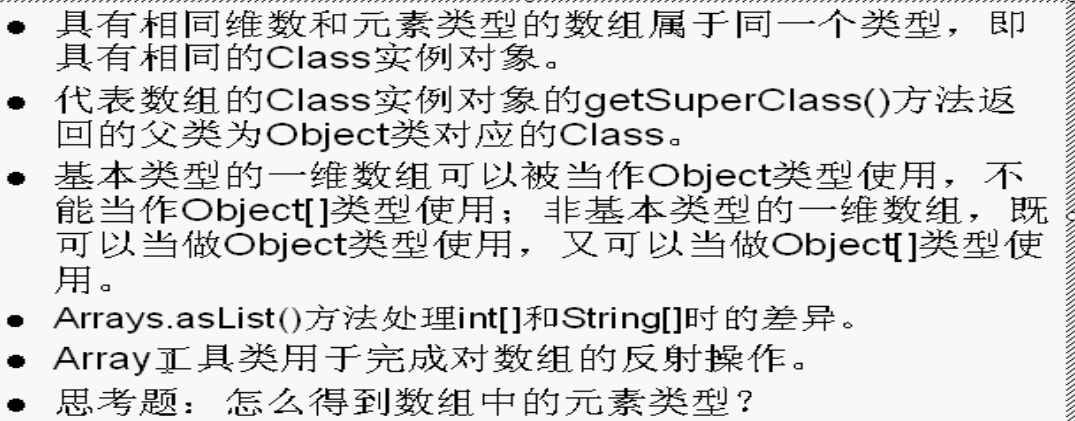 ● 具有相同维数和元素类型的数组属于同一个类型，即
具有相同的Class实例对象。
● 代表数组的Class实例对象的getSuperClass()方法返
回的父类为Object类对应的Class。
● 基本类型的一维数组可以被当作Object类型使用，不
能当作Object[]类型使用；非基本类型的一维数组，既
可以当做Object类型使用，又可以当做Object[]类型使
用。
● Arrays.asList()方法处理int[]和String[]时的差异。
● Array工具类用于完成对数组的反射操作。
● 思考题：怎么得到数组中的元素类型？